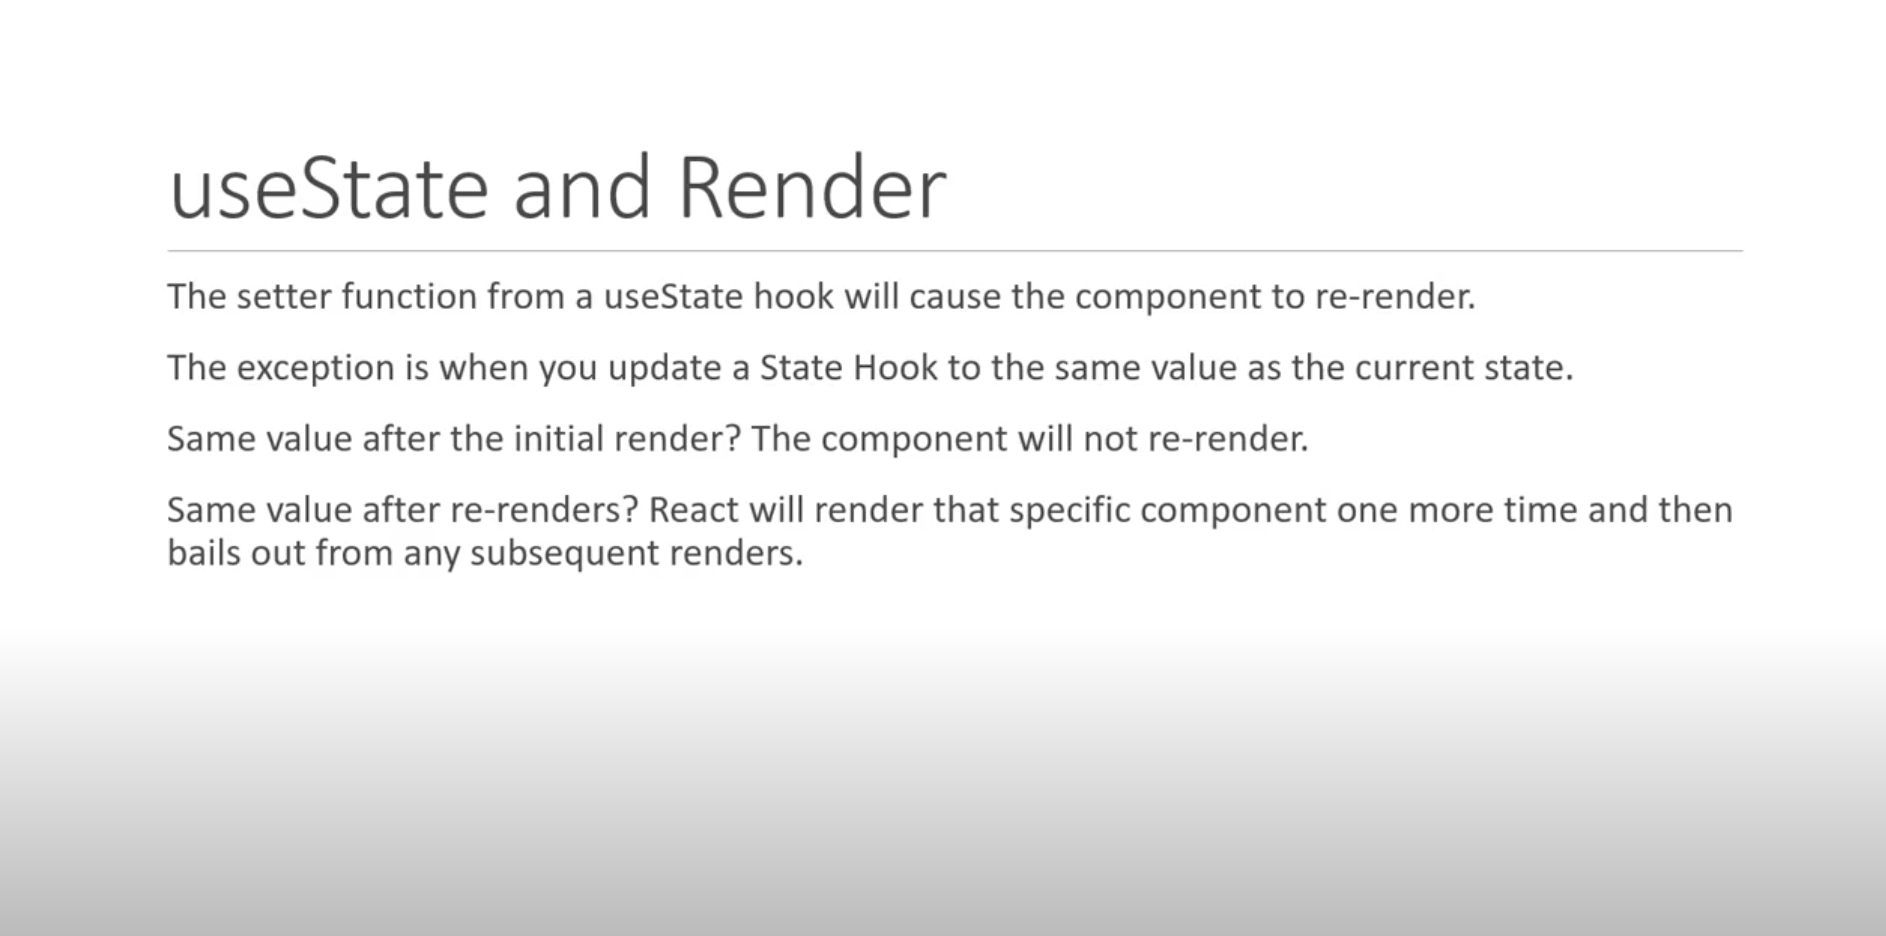 useState and Render
The setter function from a useState hook will cause the component to re-render.
The exception is when you update a State Hook to the same value as the current state.
Same value after the initial render? The component will not re-render.
Same value after re-renders? React will render that specific component one more time and then
bails out from any subsequent renders.